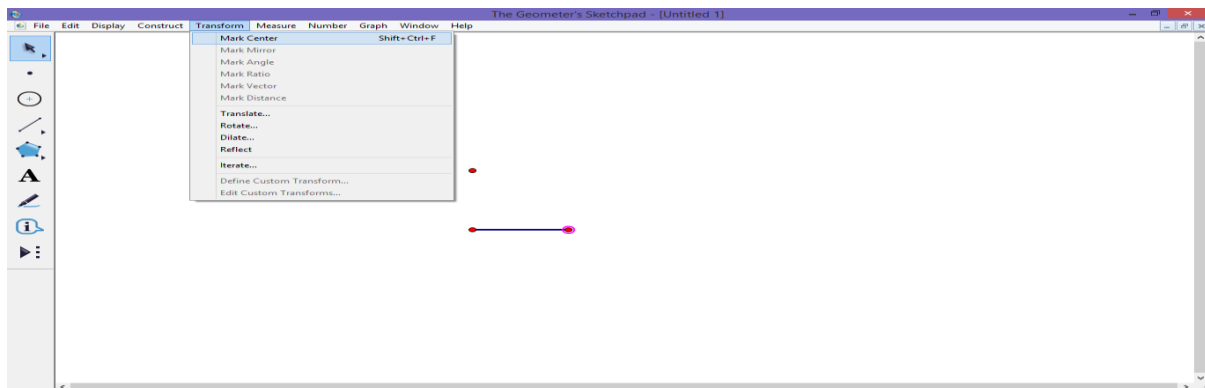 The Geometer's Sketchpad - [Untitled 1]
File Edit Display Construct Transform Measure Number Graph Window Help
Mark Center Shift+Ctrl+F
Mark Mirror
Mark Angle
Mark Ratio
Mark Vector
Mark Distance
Translate...
Rotate...
Dilate...
Reflect
Iterate...
Define Custom Transform...
Edit Custom Transforms...
A